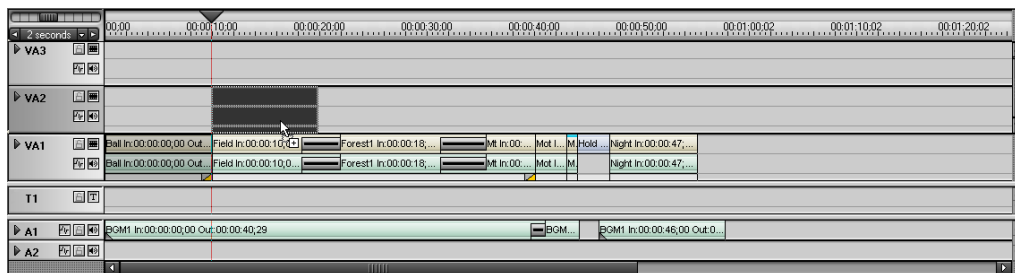 00;00 00:00:10;00 00:00:20;00 00:00:30;00 00:00:40;00 00:00:50;00 00:01:00;02 00:01:10;02 00:01:20;02
2 seconds
VA3
VA2
VA1 Ball In:00:00:00;00 Out... Field In:00:00:10;0 Forest1 In:00:00:18;... Mt In:00:... Mot I... M. Hold ... Night In:00:00:47;...
Ball In:00:00:00;00 Out... Field In:00:00:10;0... Forest1 In:00:00:18;... Mt In:00:... Mot I... M. Night In:00:00:47;...
T1 T
A1 BGM1 In:00:00:00;00 Out:00:00:40;29 BGM... BGM1 In:00:00:46;00 Out:0...
A2